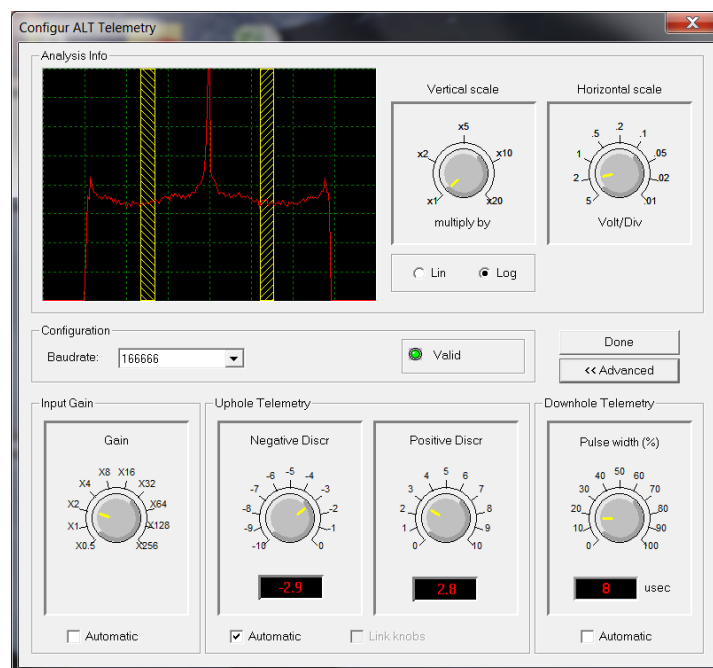 Configur ALT Telemetry
Analysis Info
Vertical scale
x1 x2 x5 x10 x20
multiply by
Horizontal scale
5 2 1 .5 .2 .1 .05 .02 .01
Volt/Div
Lin Log
Configuration
Baudrate: 166666
Valid
Done
<< Advanced
Input Gain
Gain
X0.5 X1 X2 X4 X8 X16 X32 X64 X128 X256
Automatic
Uphole Telemetry
Negative Discr
-10 -9 -8 -7 -6 -5 -4 -3 -2 -1 0
-2.9
Positive Discr
0 1 2 3 4 5 6 7 8 9 10
2.8
Automatic
Link knobs
Downhole Telemetry
Pulse width (%)
0 10 20 30 40 50 60 70 80 90 100
8 usec
Automatic